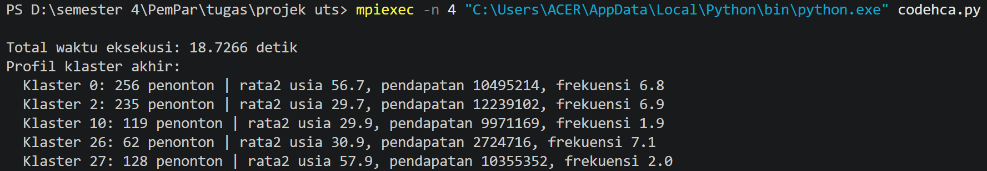 PS D:\semester 4\PemPar\tugas\projek uts> mpiexec -n 4 "C:\Users\ACER\AppData\Local\Python\bin\python.exe" codehca.py
Total waktu eksekusi: 18.7266 detik
Profil klaster akhir:
Klaster 0: 256 penonton | rata2 usia 56.7, pendapatan 10495214, frekuensi 6.8
Klaster 2: 235 penonton | rata2 usia 29.7, pendapatan 12239102, frekuensi 6.9
Klaster 10: 119 penonton | rata2 usia 29.9, pendapatan 9971169, frekuensi 1.9
Klaster 26: 62 penonton | rata2 usia 30.9, pendapatan 2724716, frekuensi 7.1
Klaster 27: 128 penonton | rata2 usia 57.9, pendapatan 10355352, frekuensi 2.0